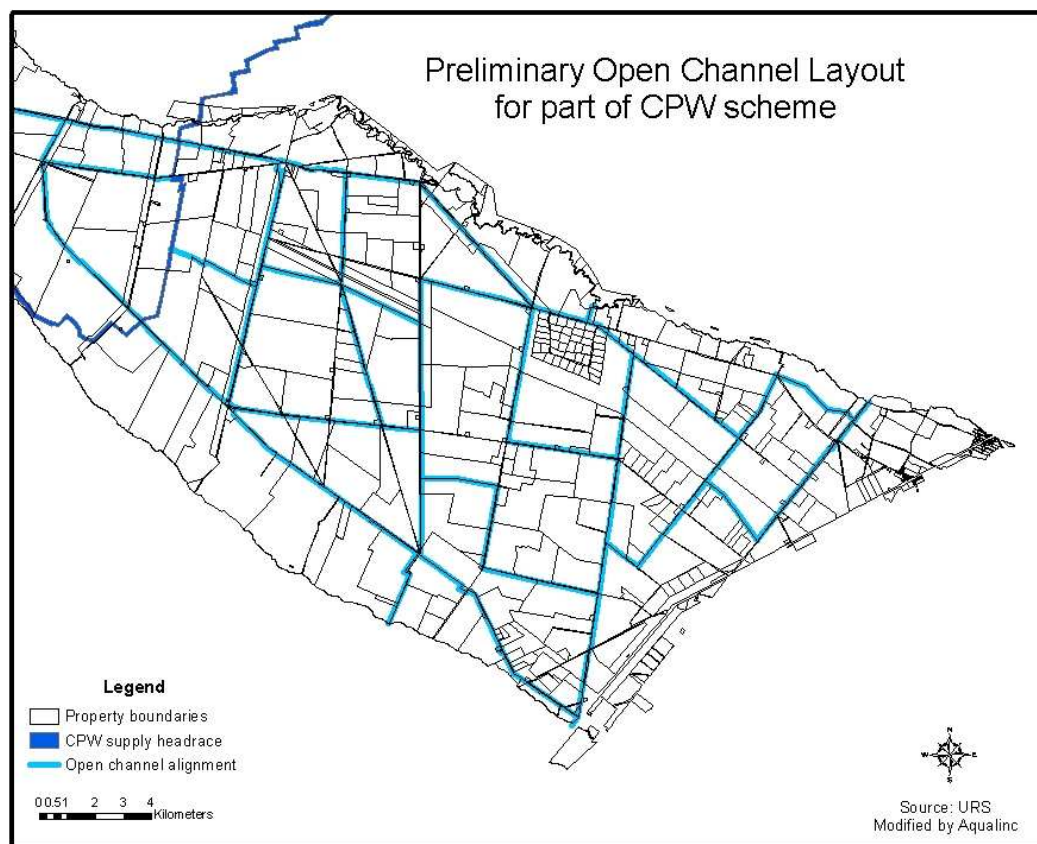 Preliminary Open Channel Layout
for part of CPW scheme
Legend
Property boundaries
CPW supply headrace
Open channel alignment
0 0.5 1 2 3 4
Kilometers
N
W E
S
Source: URS
Modified by Aqualinc